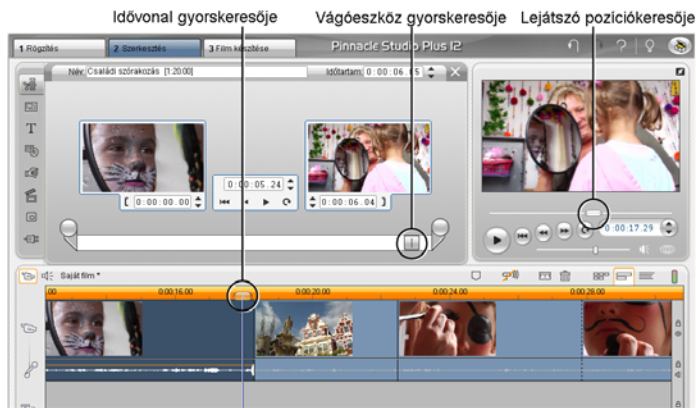 Idővonal gyorskeresője Vágóeszköz gyorskeresője Lejátszó pozíciókeresője
1 Rögzítés 2 Szerkesztés 3 Film készítése Pinnacle Studio Plus 12
Név: Családi szórakozás [1:20.00] Időtartam: 0:00:06.05
0:00:05.24
[ 0:00:00.00 0:00:06.04 ]
0:00:17.29
Saját film *
.00 0:00:16.00 0:00:20.00 0:00:24.00 0:00:28.00